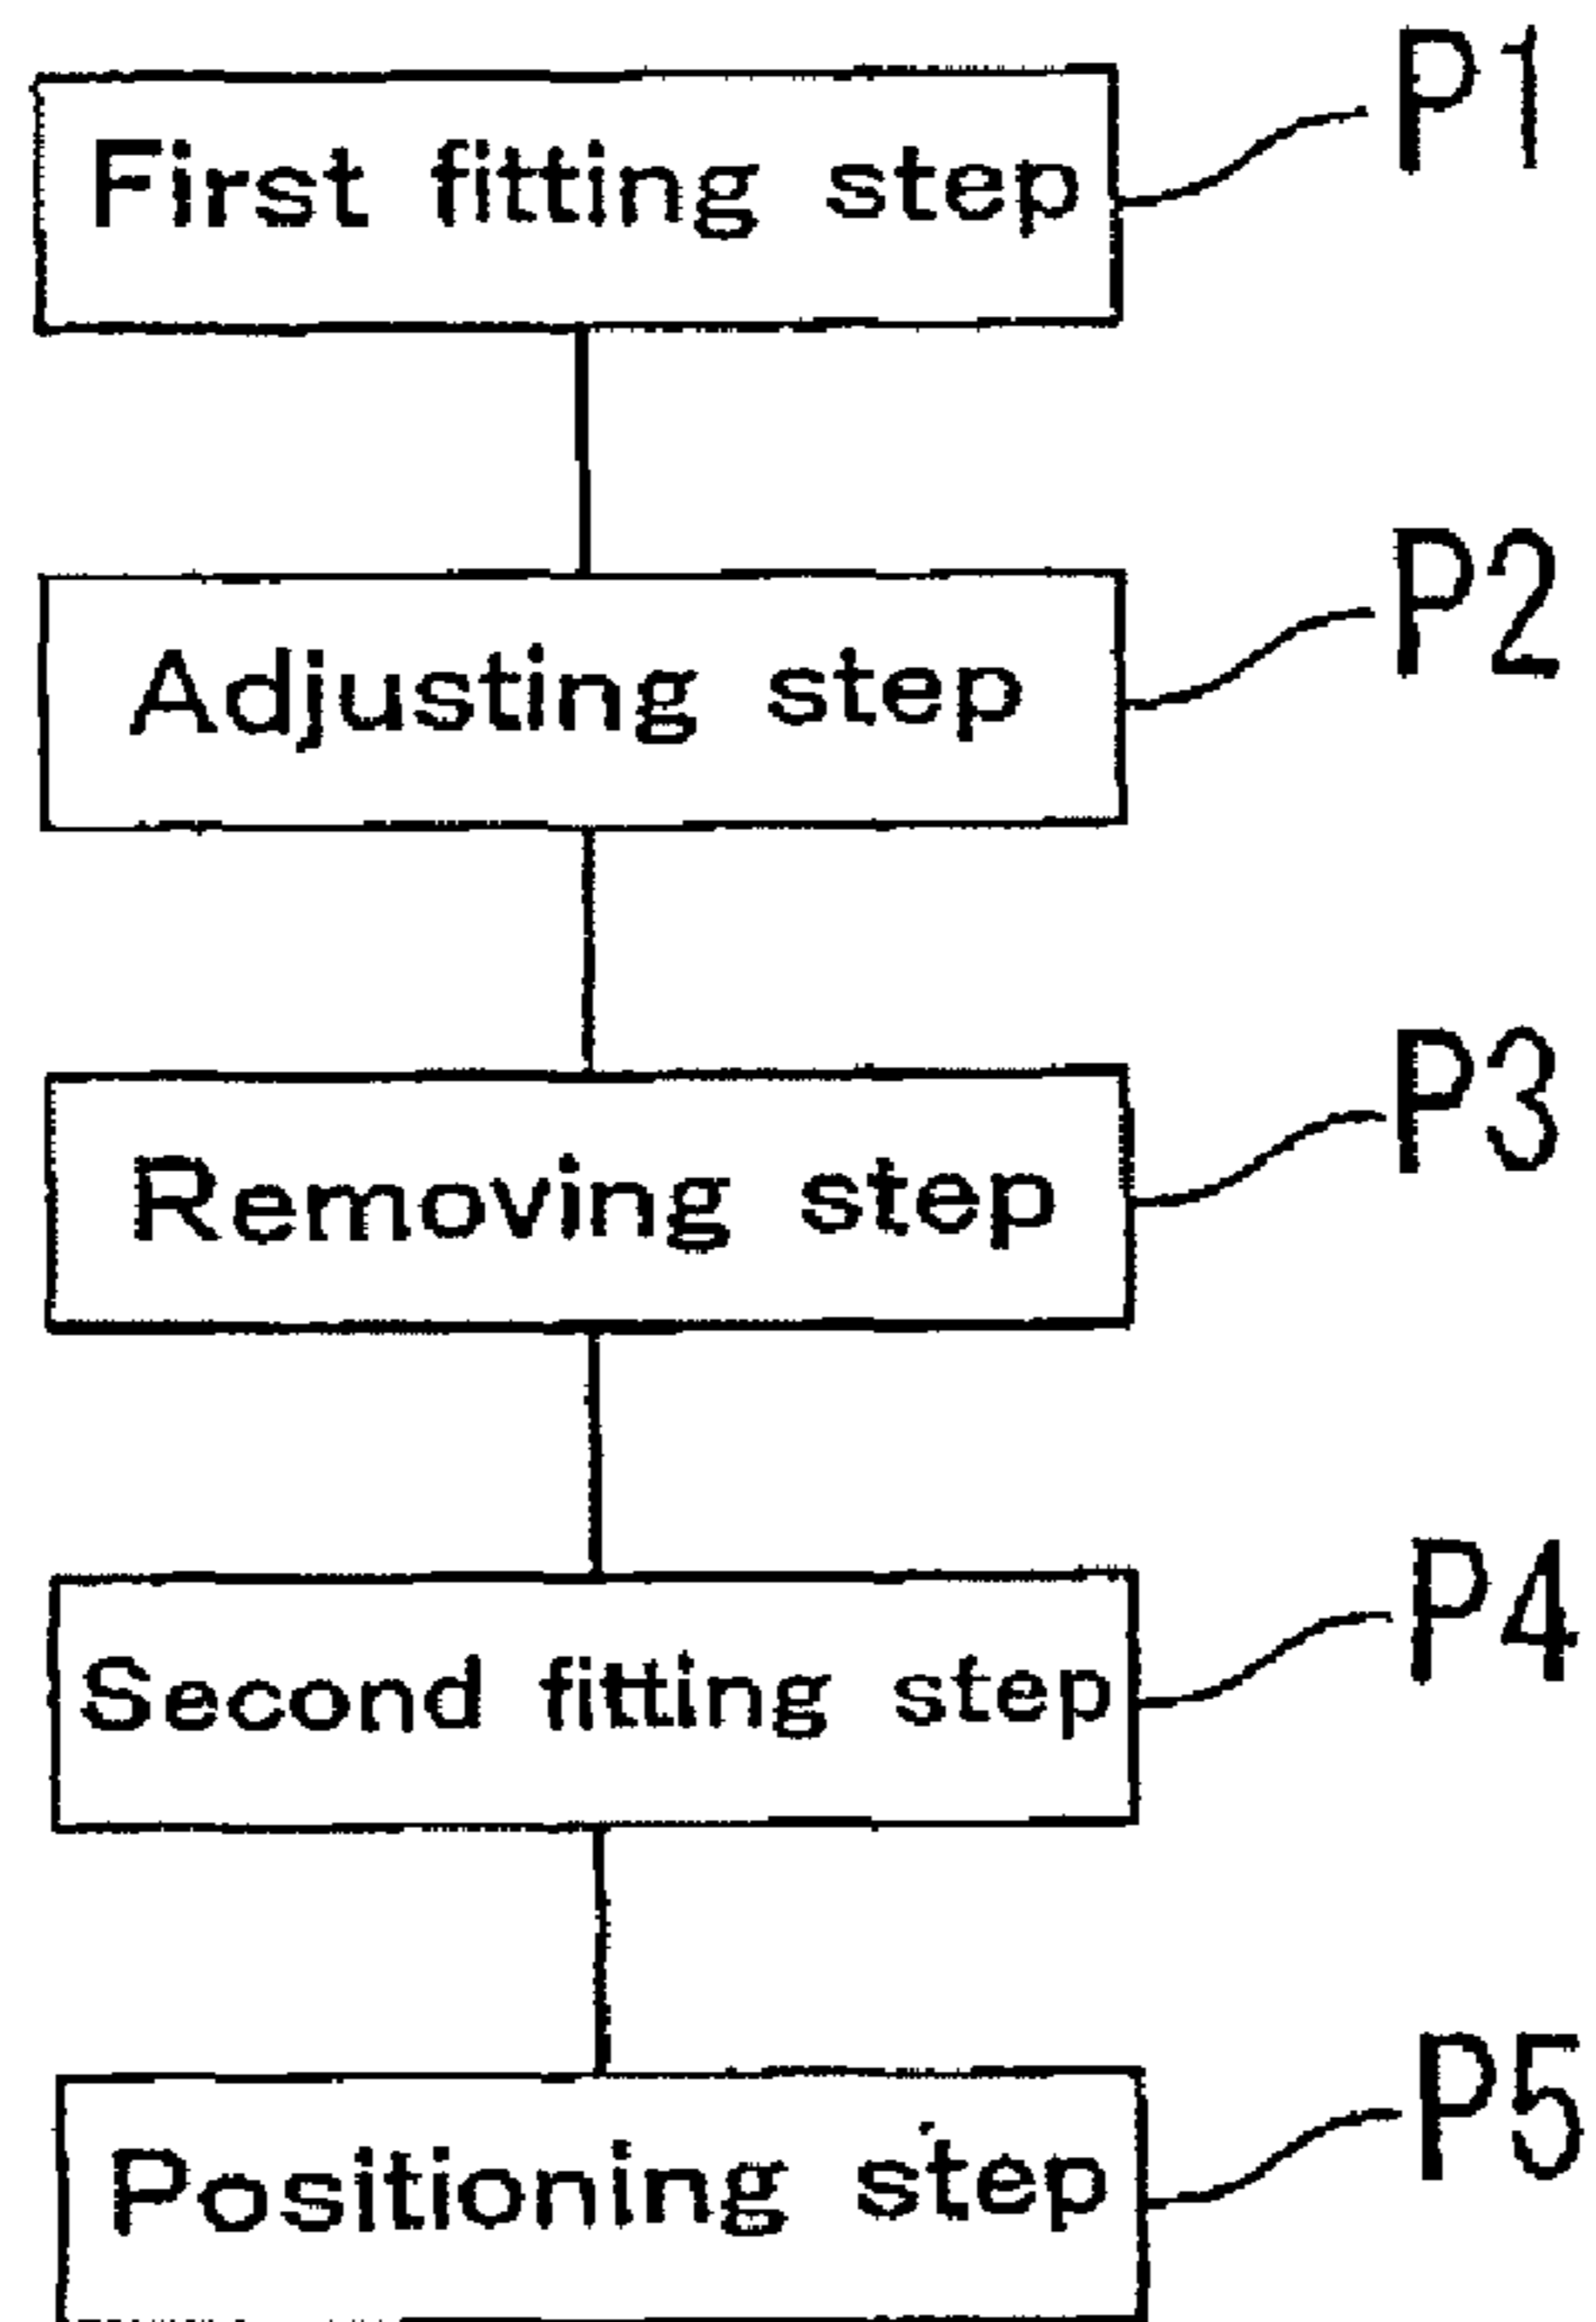 First fitting step
P1
Adjusting step
P2
Removing step
P3
Second fitting step
P4
Positioning step
P5